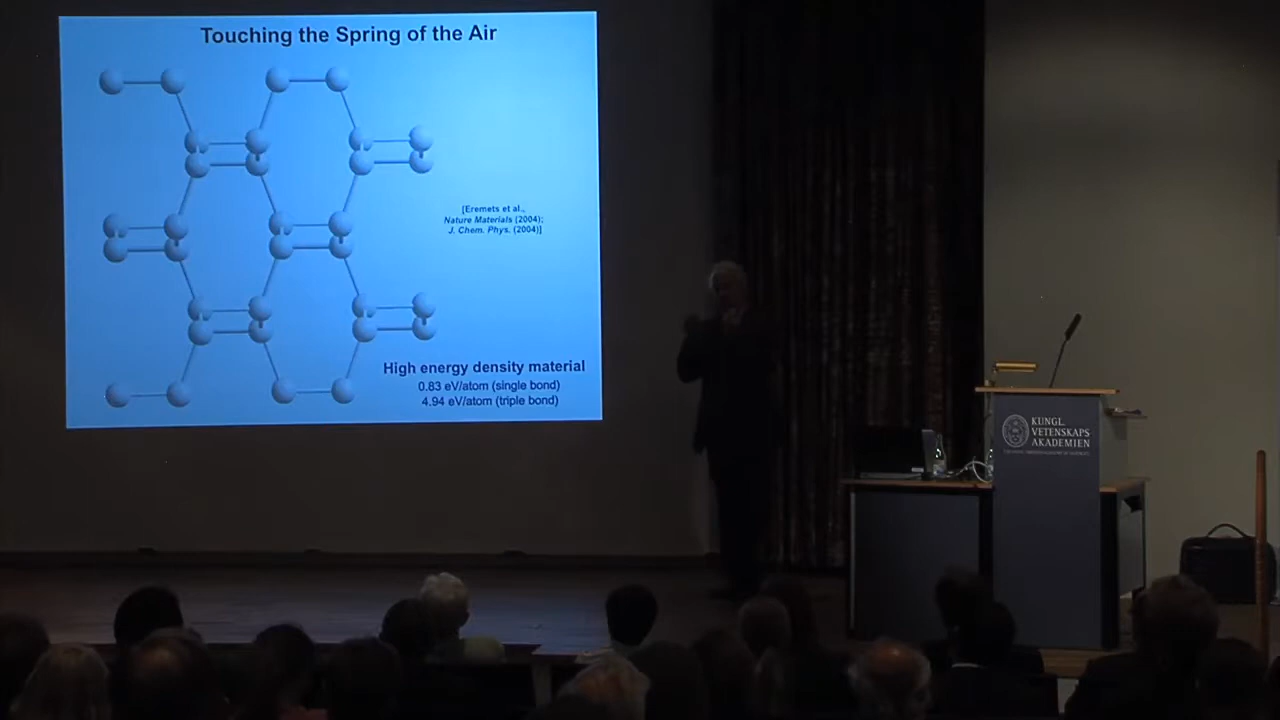 Touching the Spring of the Air
[Eremets et al.,
Nature Materials (2004);
J. Chem. Phys. (2004)]
High energy density material
0.83 eV/atom (single bond)
4.94 eV/atom (triple bond)
KUNGL.
VETENSKAPS
AKADEMIEN